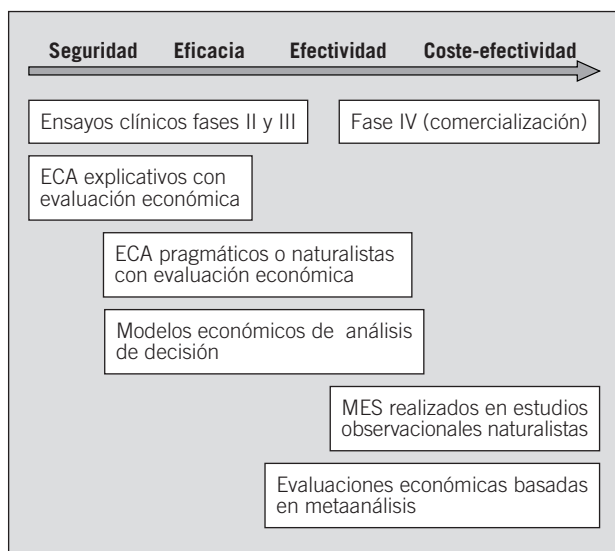 Seguridad Eficacia Efectividad Coste-efectividad
Ensayos clínicos fases II y III
Fase IV (comercialización)
ECA explicativos con
evaluación económica
ECA pragmáticos o naturalistas
con evaluación económica
Modelos económicos de análisis
de decisión
MES realizados en estudios
observacionales naturalistas
Evaluaciones económicas basadas
en metaanálisis